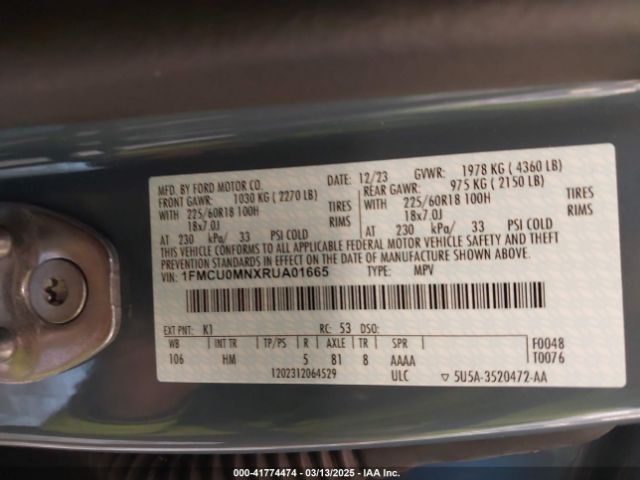 MFD. BY FORD MOTOR CO. DATE: 12/23 GVWR: 1978 KG ( 4360 LB)
FRONT GAWR: 1030 KG ( 2270 LB) REAR GAWR: 975 KG ( 2150 LB)
WITH 225/60R18 100H TIRES WITH 225/60R18 100H TIRES
18x7.0J RIMS 18x7.0J RIMS
AT 230 kPa/ 33 PSI COLD AT 230 kPa/ 33 PSI COLD
THIS VEHICLE CONFORMS TO ALL APPLICABLE FEDERAL MOTOR VEHICLE SAFETY AND THEFT
PREVENTION STANDARDS IN EFFECT ON THE DATE OF MANUFACTURE SHOWN ABOVE.
VIN: 1FMCU0MNXRUA01665 TYPE: MPV
EXT PNT: K1 RC: 53 DSO:
WB INT TR TP/PS R AXLE TR SPR F0048
106 HM 5 81 8 AAAA T0076
1202312064529 ULC ▽ 5U5A-3520472-AA
000-41774474 — 03/13/2025 — IAA Inc.